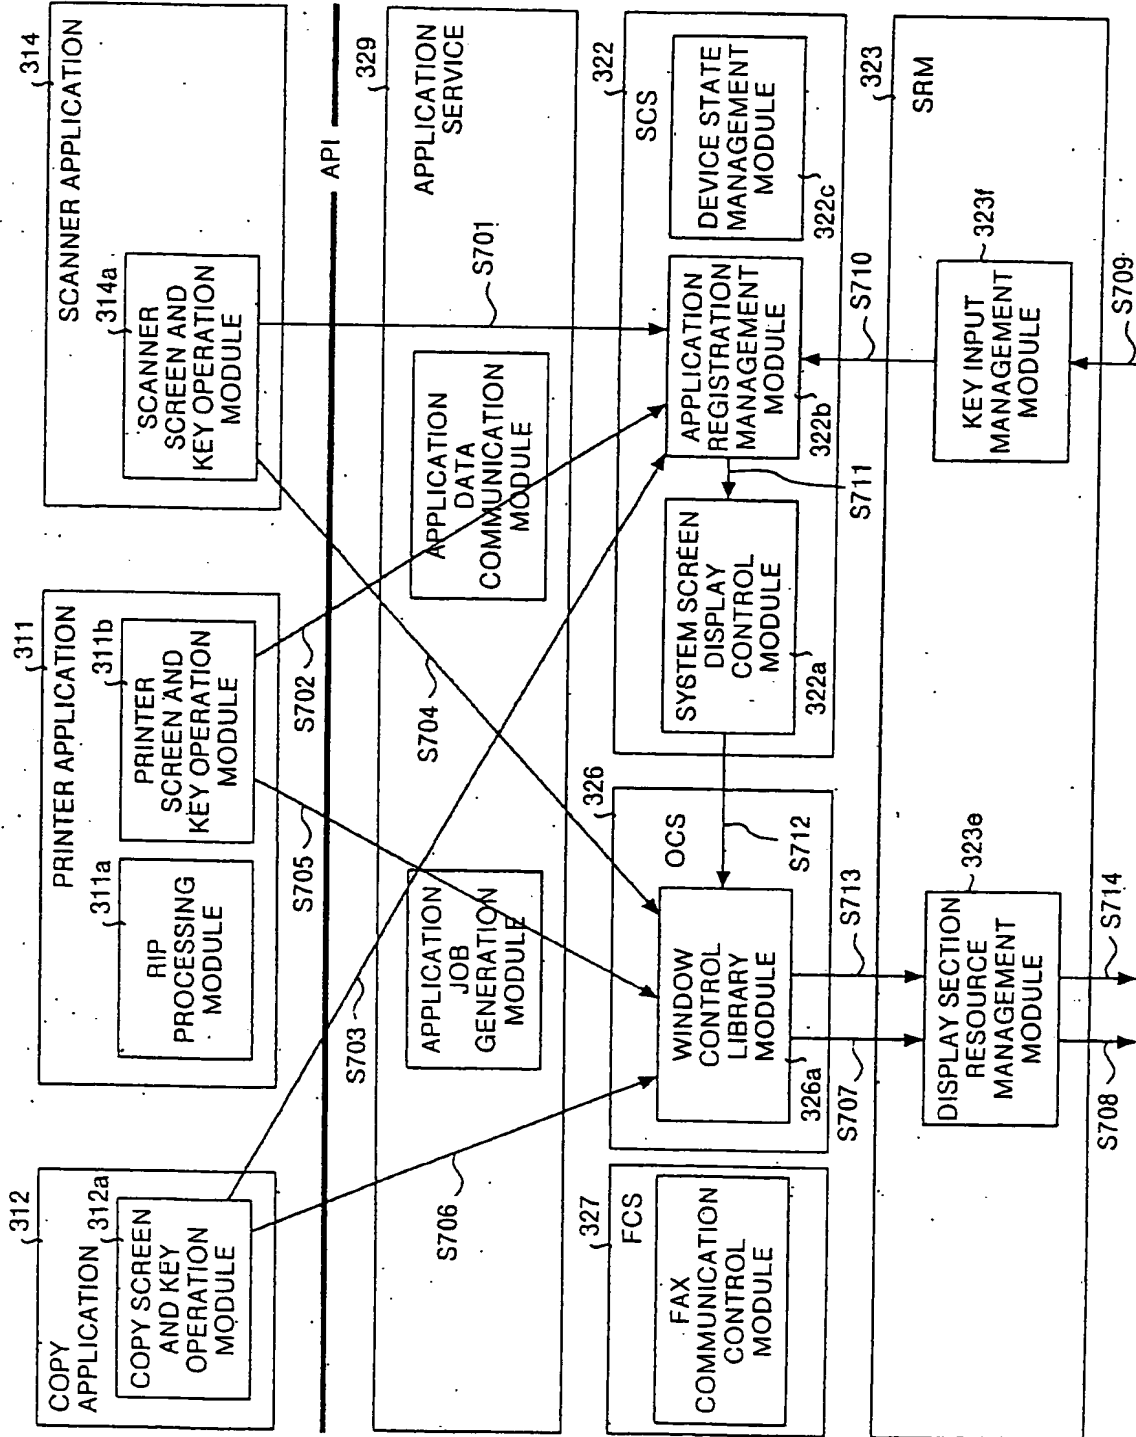 314
SCANNER APPLICATION
314a
SCANNER
SCREEN AND
KEY OPERATION
MODULE
311
PRINTER APPLICATION
311b
PRINTER
SCREEN AND
KEY OPERATION
MODULE
311a
RIP
PROCESSING
MODULE
312
COPY
APPLICATION
312a
COPY SCREEN
AND KEY
OPERATION
MODULE
API
329
APPLICATION
SERVICE
S701
S702
S703
S704
S705
S706
APPLICATION
DATA
COMMUNICATION
MODULE
APPLICATION
JOB
GENERATION
MODULE
322
SCS
DEVICE STATE
MANAGEMENT
MODULE
322c
APPLICATION
REGISTRATION
MANAGEMENT
MODULE
322b
SYSTEM SCREEN
DISPLAY
CONTROL
MODULE
322a
S710
S711
326
OCS
WINDOW
CONTROL
LIBRARY
MODULE
326a
S712
S713
S707
327
FCS
FAX
COMMUNICATION
CONTROL
MODULE
323
SRM
323f
KEY INPUT
MANAGEMENT
MODULE
S709
323e
DISPLAY SECTION
RESOURCE
MANAGEMENT
MODULE
S714
S708